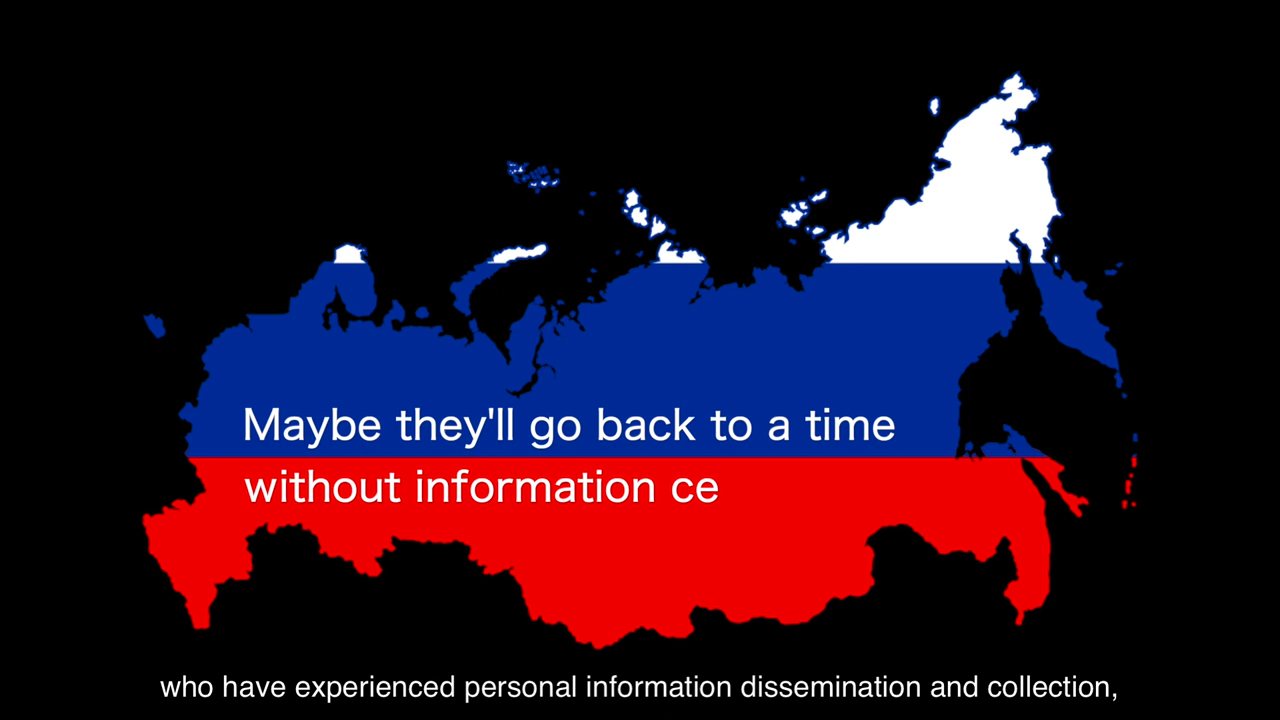 Maybe they'll go back to a time
without information ce
who have experienced personal information dissemination and collection,